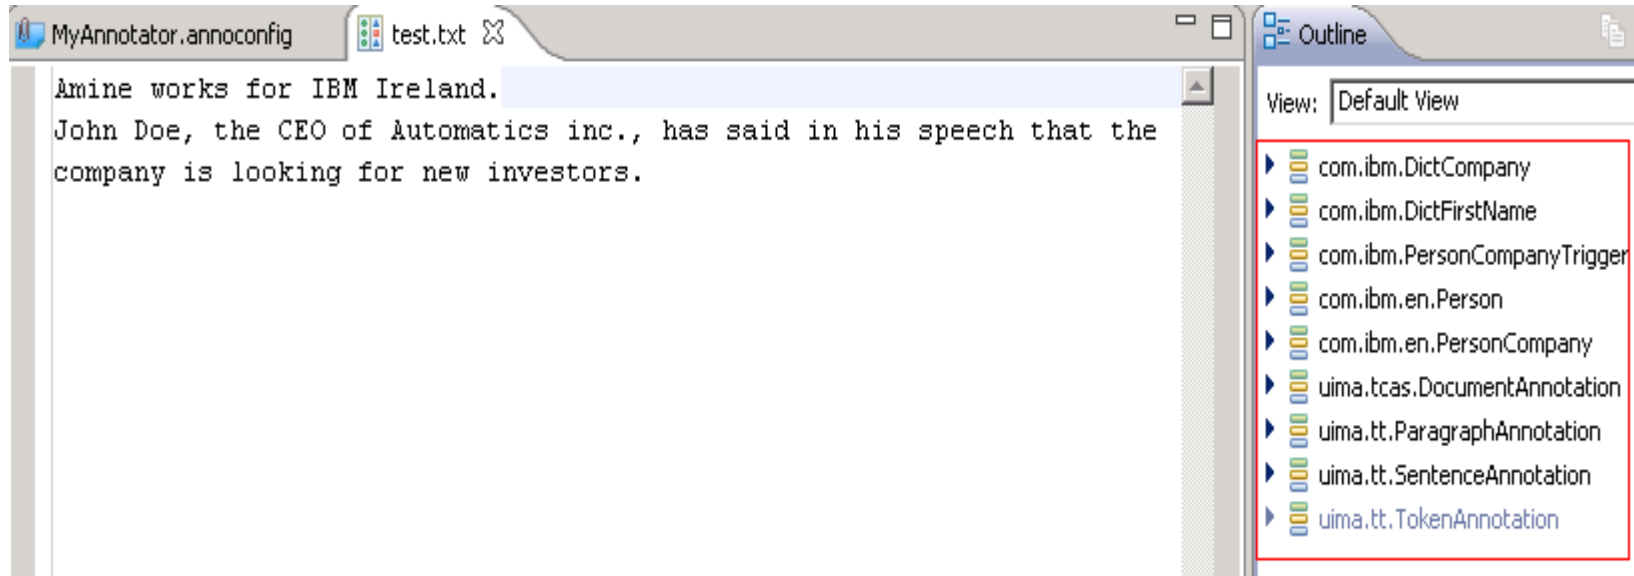 MyAnnotator.annoconfig
test.txt
Amine works for IBM Ireland.
John Doe, the CEO of Automatics inc., has said in his speech that the
company is looking for new investors.
Outline
View: Default View
com.ibm.DictCompany
com.ibm.DictFirstName
com.ibm.PersonCompanyTrigger
com.ibm.en.Person
com.ibm.en.PersonCompany
uima.tcas.DocumentAnnotation
uima.tt.ParagraphAnnotation
uima.tt.SentenceAnnotation
uima.tt.TokenAnnotation